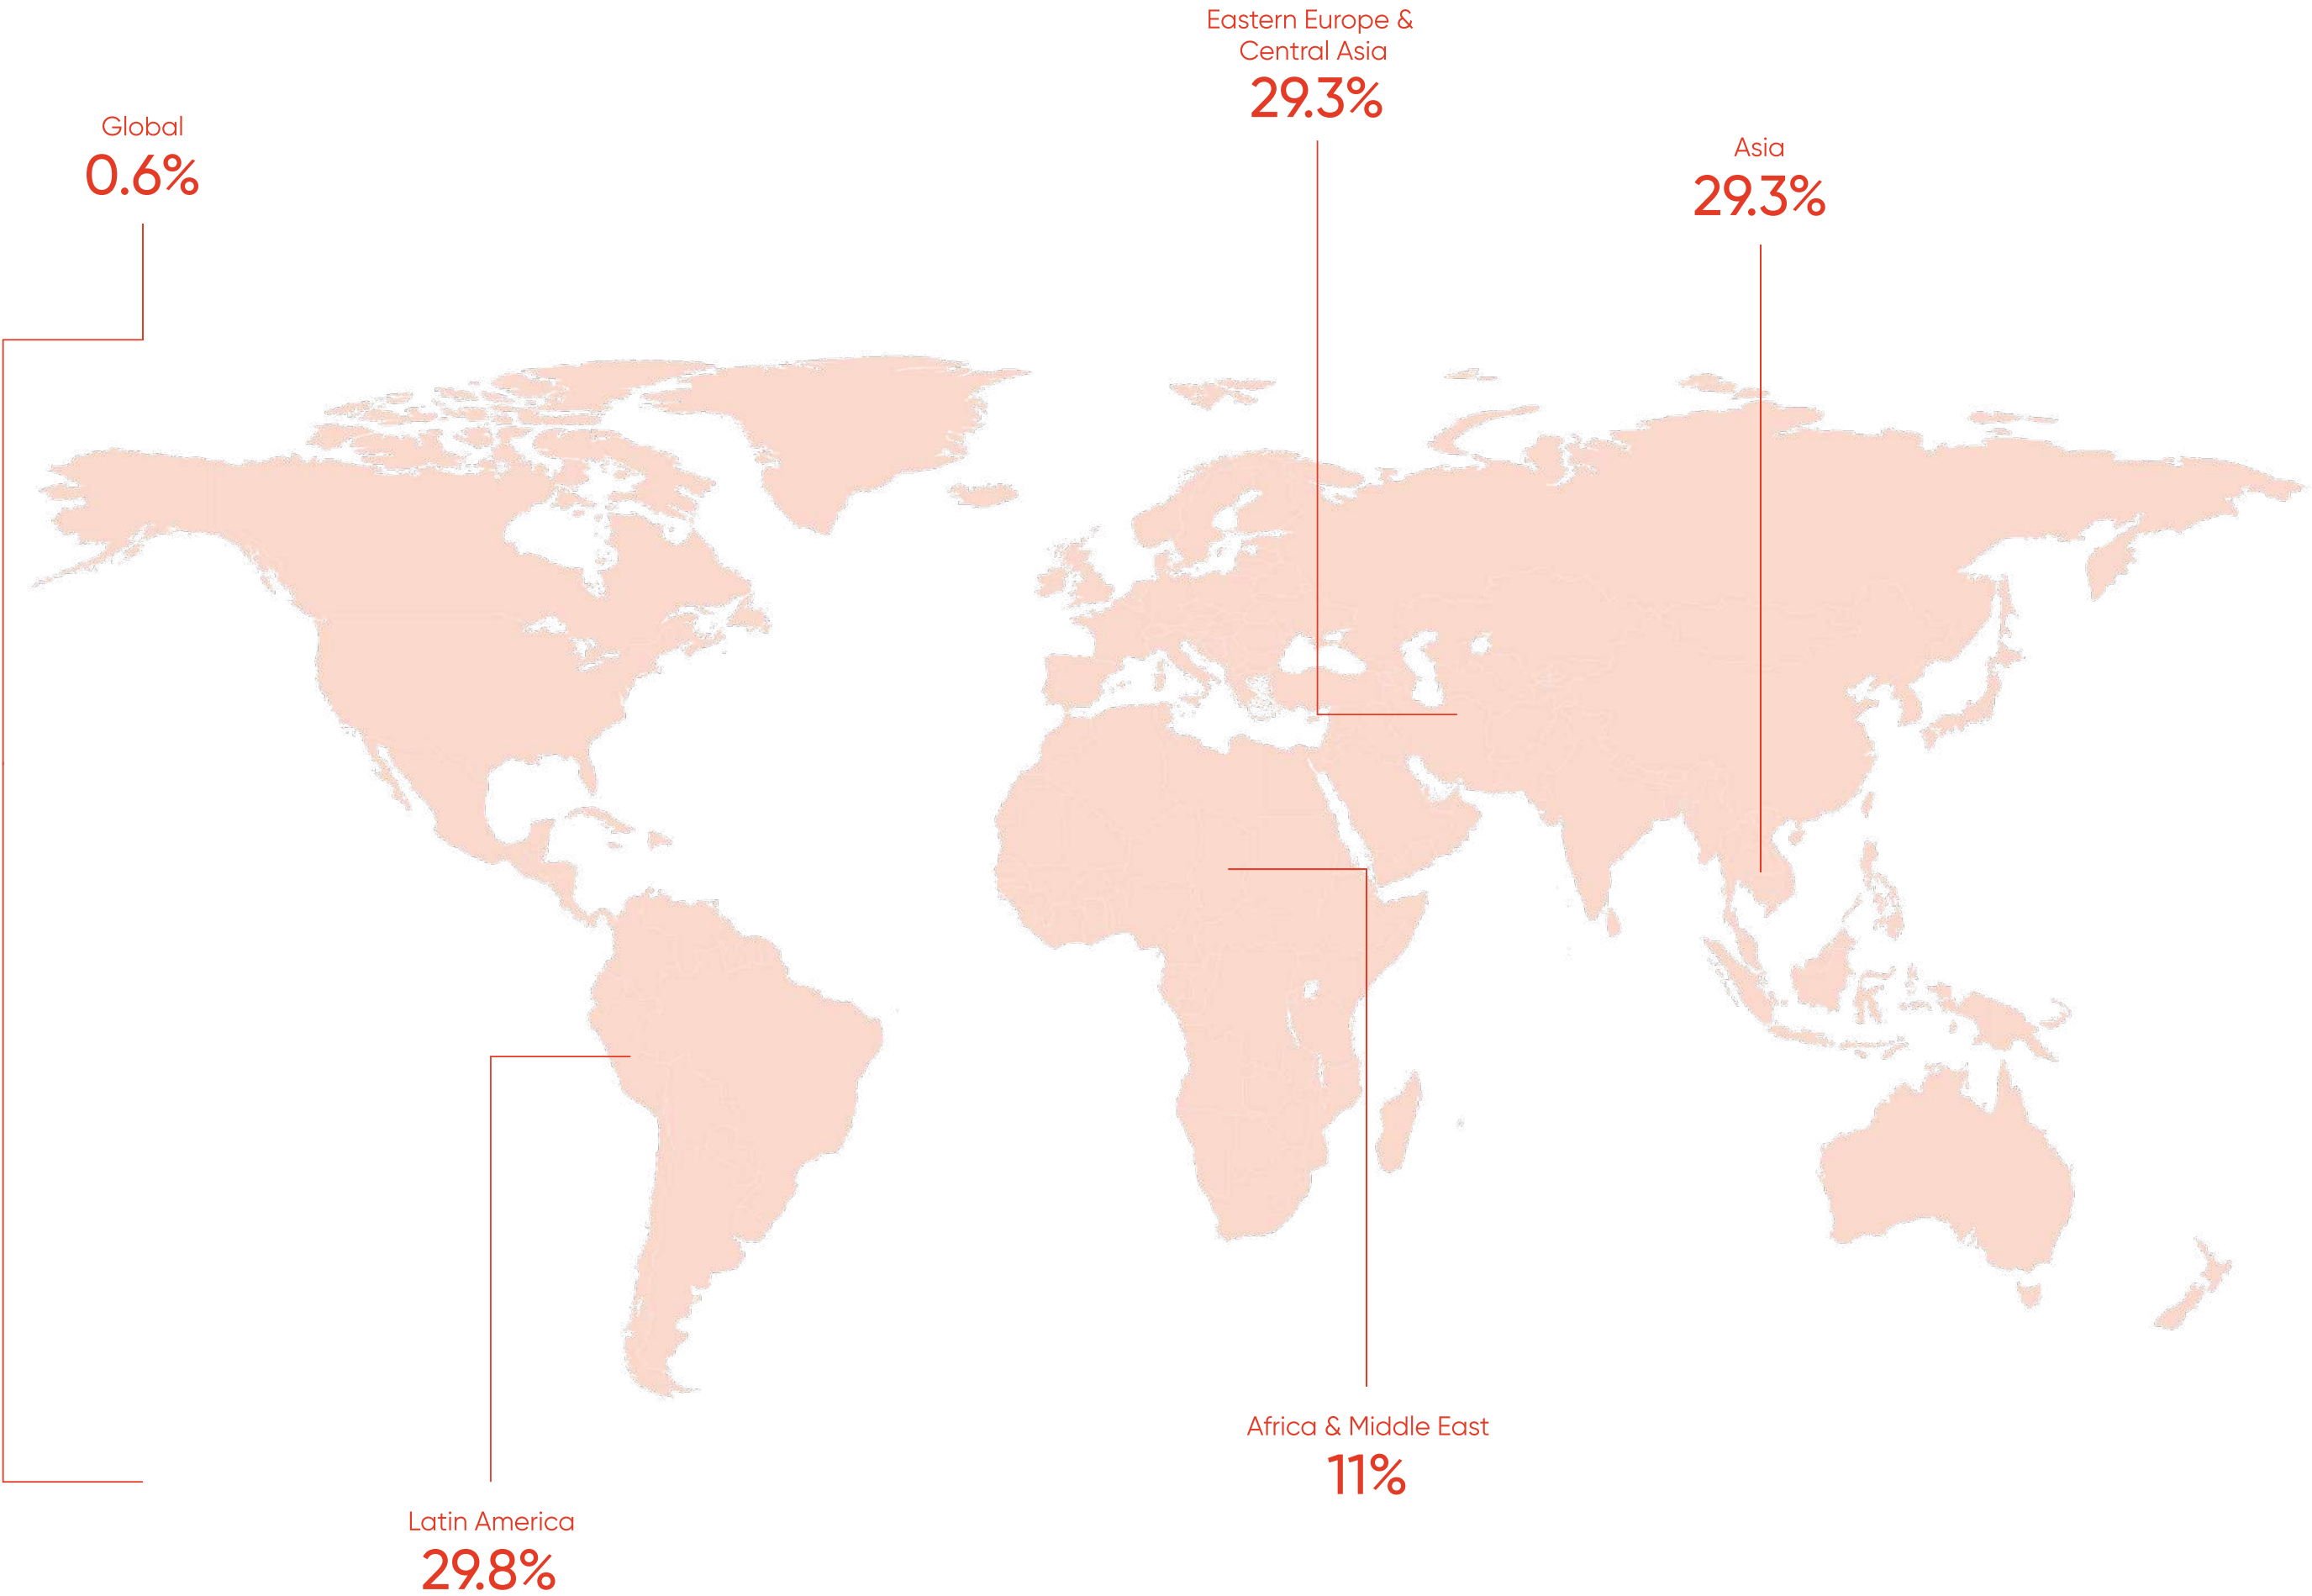 Eastern Europe &
Central Asia
29.3%
Global
0.6%
Asia
29.3%
Africa & Middle East
11%
Latin America
29.8%